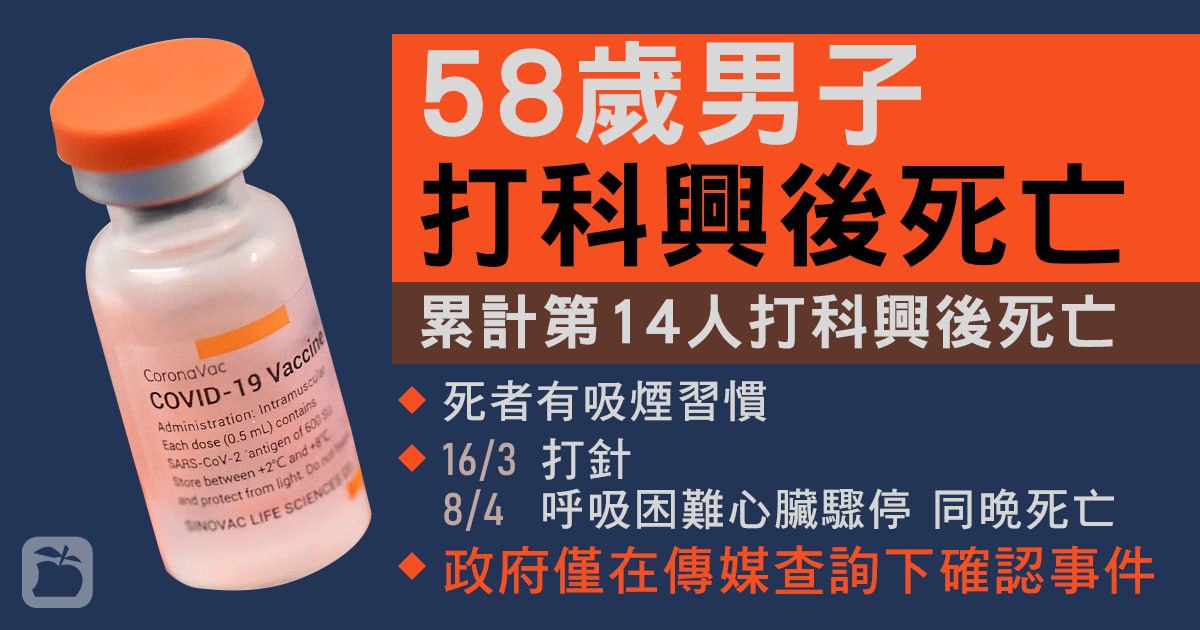 58歲男子
打科興後死亡
累計第14人打科興後死亡
死者有吸煙習慣
16/3 打針
8/4 呼吸困難心臟驟停 同晚死亡
政府僅在傳媒查詢下確認事件
CoronaVac
COVID-19 Vaccine
Administration: Intramuscular
Each dose (0.5 mL) contains
SARS-CoV-2 antigen of 600 SU
Store between +2°C and +8°C
and protect from light. Do not
SINOVAC LIFE SCIENCES